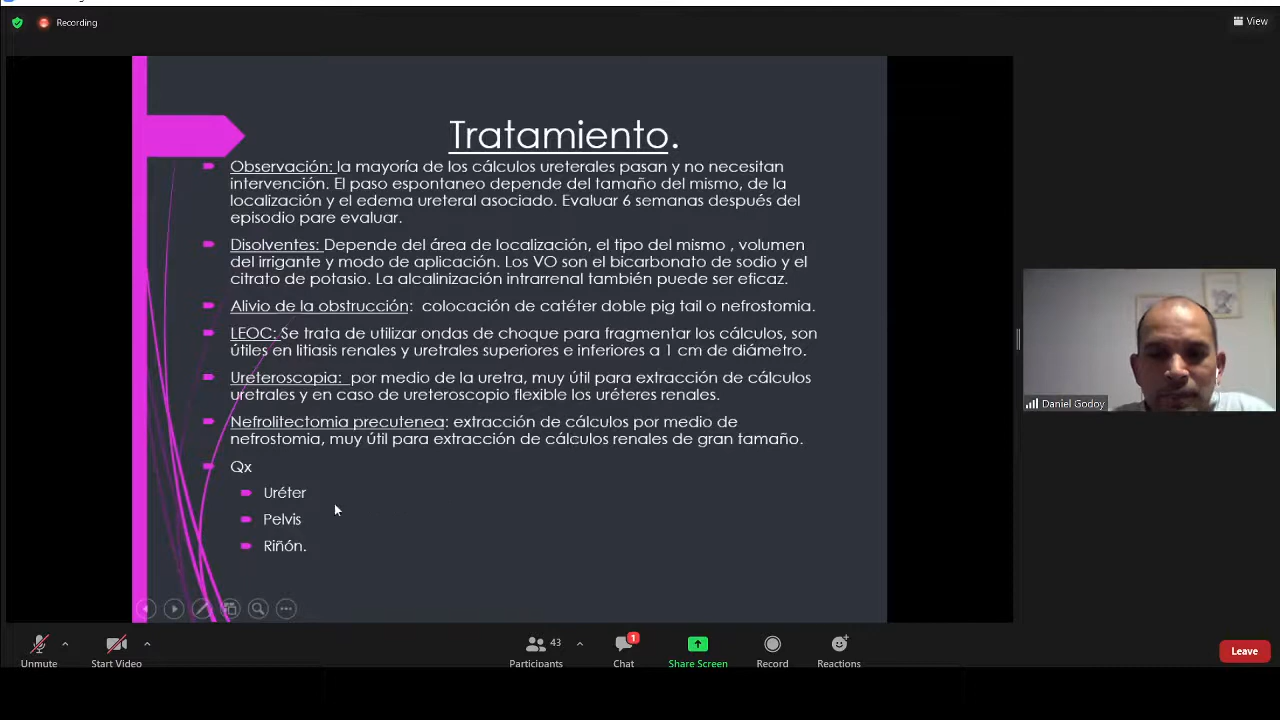 Recording
View
Tratamiento.
Observación: la mayoría de los cálculos ureterales pasan y no necesitan
intervención. El paso espontaneo depende del tamaño del mismo, de la
localización y el edema ureteral asociado. Evaluar 6 semanas después del
episodio pare evaluar.
Disolventes: Depende del área de localización, el tipo del mismo , volumen
del irrigante y modo de aplicación. Los VO son el bicarbonato de sodio y el
citrato de potasio. La alcalinización intrarrenal también puede ser eficaz.
Alivio de la obstrucción: colocación de catéter doble pig tail o nefrostomia.
LEOC: Se trata de utilizar ondas de choque para fragmentar los cálculos, son
útiles en litiasis renales y uretrales superiores e inferiores a 1 cm de diámetro.
Ureteroscopia: por medio de la uretra, muy útil para extracción de cálculos
uretrales y en caso de ureteroscopio flexible los uréteres renales.
Nefrolitectomia precutenea: extracción de cálculos por medio de
nefrostomia, muy útil para extracción de cálculos renales de gran tamaño.
Qx
Uréter
Pelvis
Riñón.
Daniel Godoy
Unmute
Start Video
Participants
43
Chat
1
Share Screen
Record
Reactions
Leave